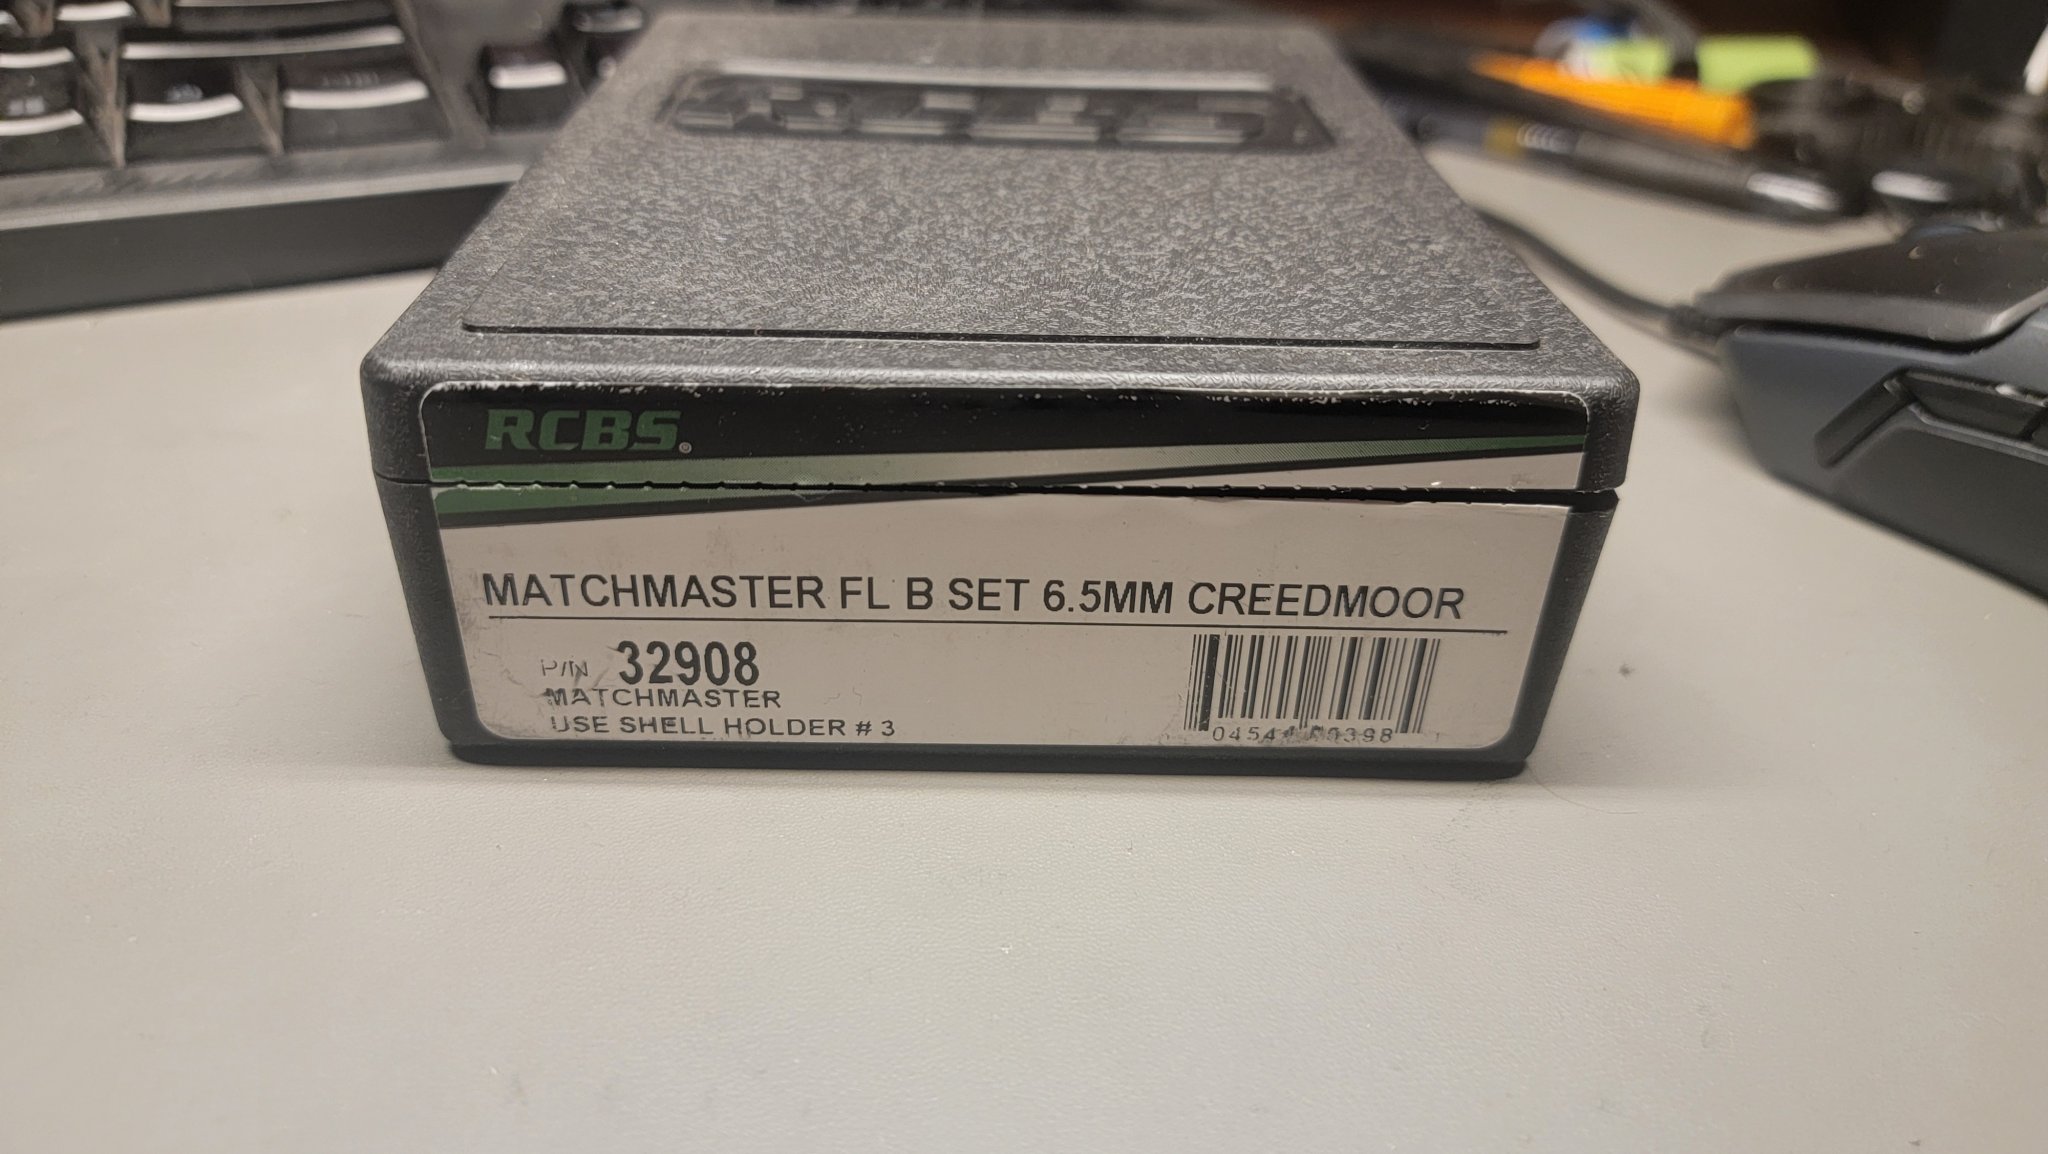 RCBS®
MATCHMASTER FL B SET 6.5MM CREEDMOOR
P/N 32908
MATCHMASTER
USE SHELL HOLDER # 3